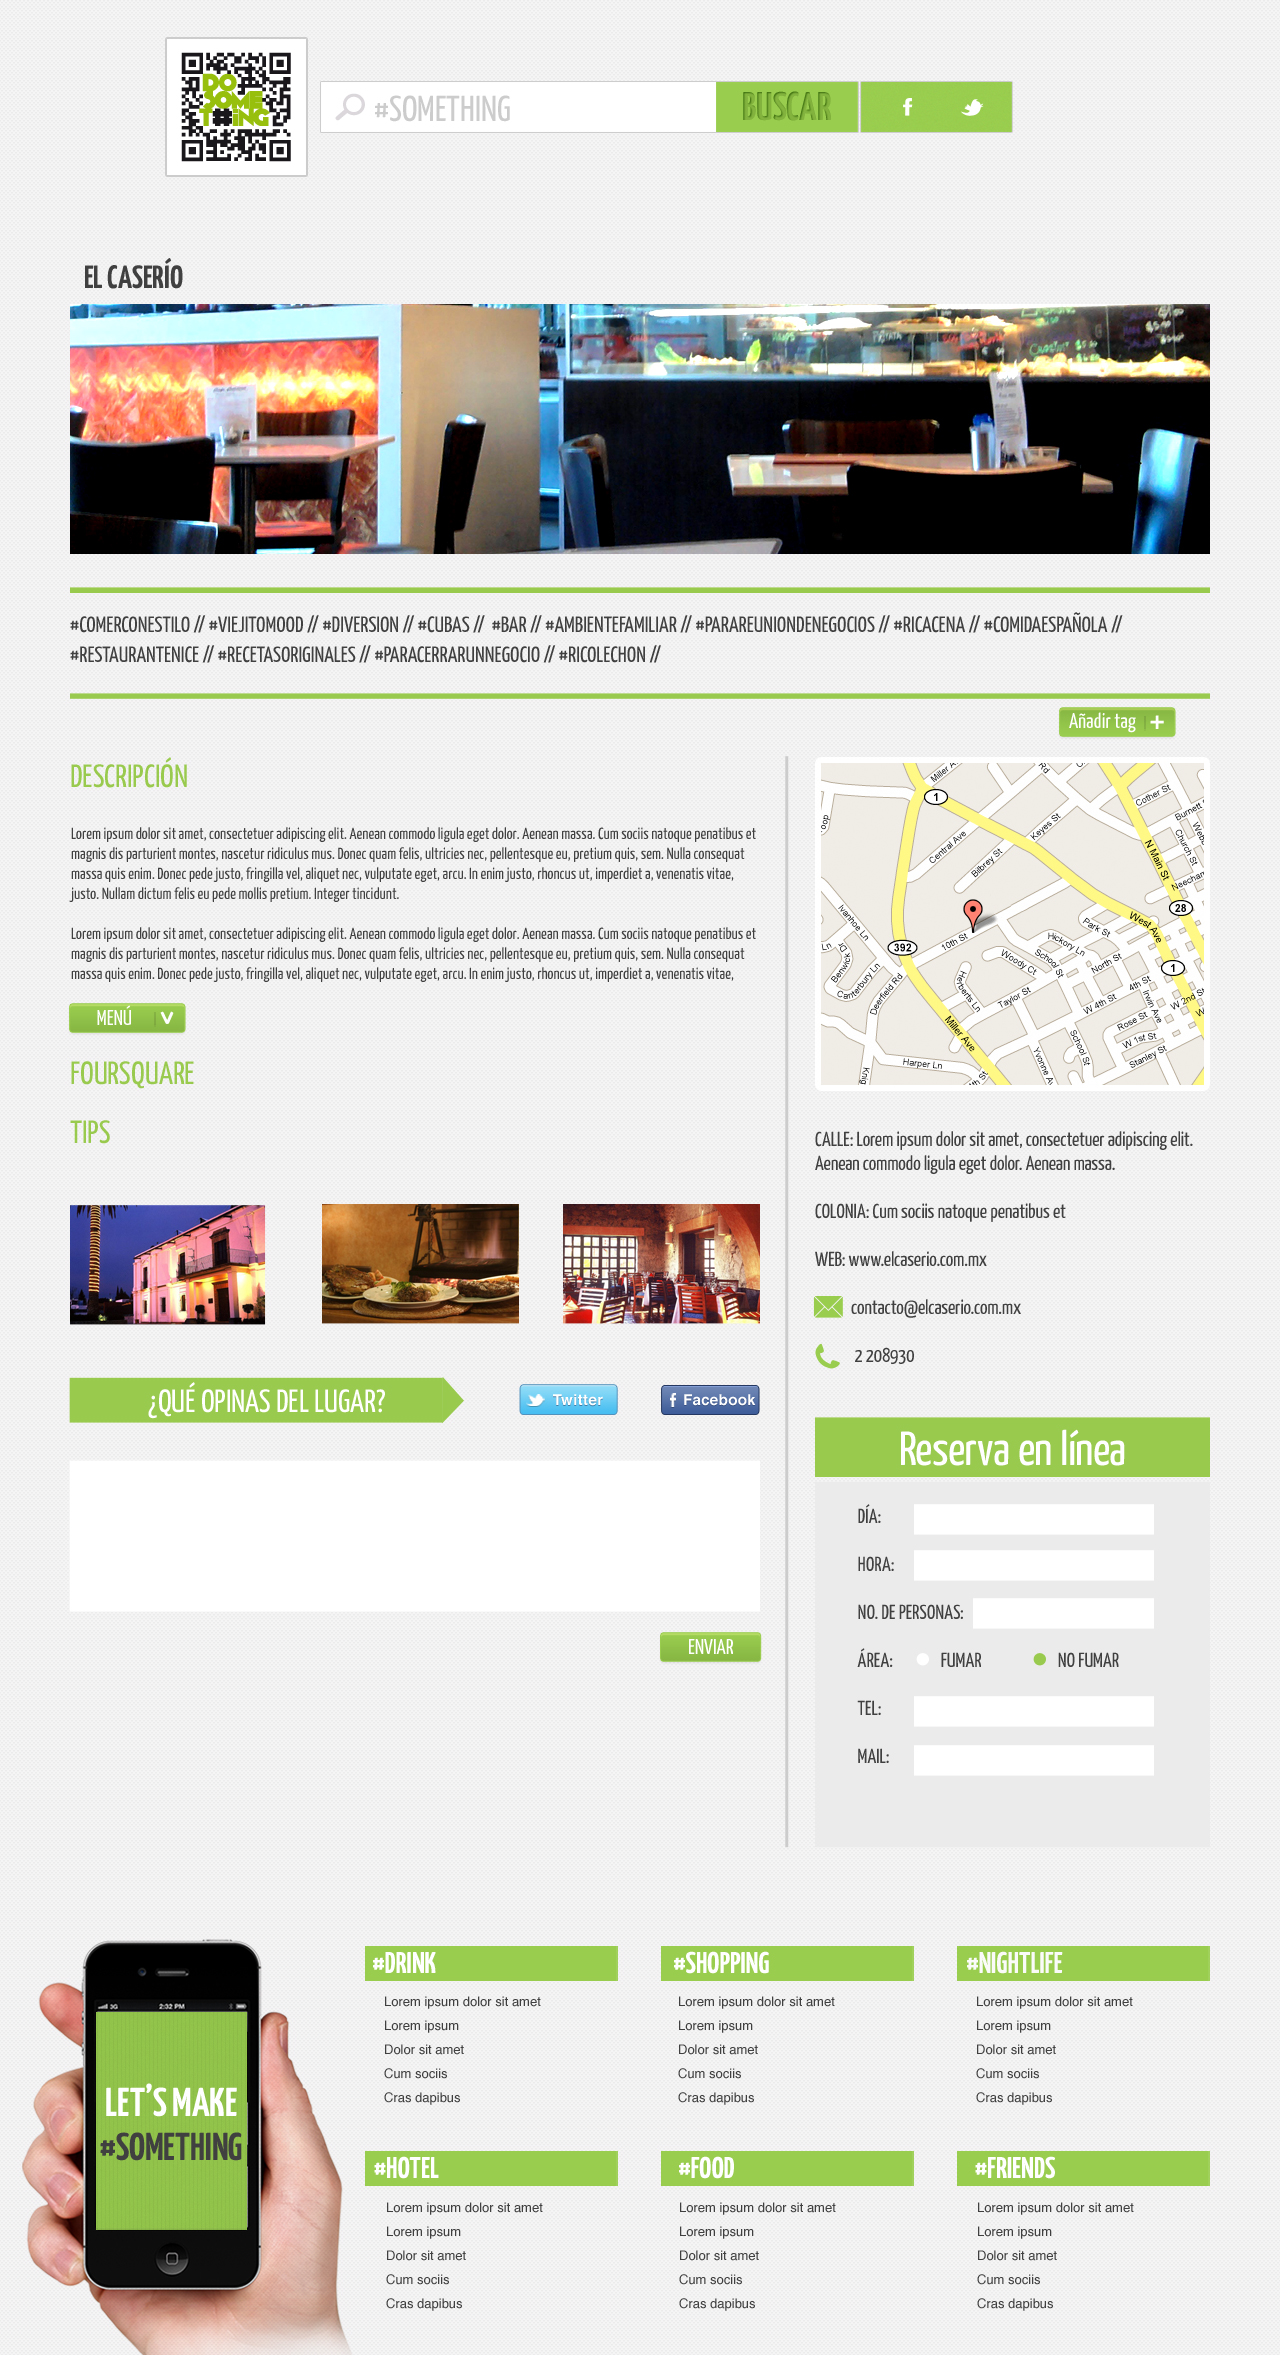 DO
SOME
T#ING
#SOMETHING
BUSCAR
EL CASERÍO
#COMERCONESTILO // #VIEJITOMOOD // #DIVERSION // #CUBAS // #BAR // #AMBIENTEFAMILIAR // #PARAREUNIONDENEGOCIOS // #RICACENA // #COMIDAESPAÑOLA //
#RESTAURANTENICE // #RECETASORIGINALES // #PARACERRARUNNEGOCIO // #RICOLECHON //
Añadir tag +
DESCRIPCIÓN
Lorem ipsum dolor sit amet, consectetuer adipiscing elit. Aenean commodo ligula eget dolor. Aenean massa. Cum sociis natoque penatibus et
magnis dis parturient montes, nascetur ridiculus mus. Donec quam felis, ultricies nec, pellentesque eu, pretium quis, sem. Nulla consequat
massa quis enim. Donec pede justo, fringilla vel, aliquet nec, vulputate eget, arcu. In enim justo, rhoncus ut, imperdiet a, venenatis vitae,
justo. Nullam dictum felis eu pede mollis pretium. Integer tincidunt.
Lorem ipsum dolor sit amet, consectetuer adipiscing elit. Aenean commodo ligula eget dolor. Aenean massa. Cum sociis natoque penatibus et
magnis dis parturient montes, nascetur ridiculus mus. Donec quam felis, ultricies nec, pellentesque eu, pretium quis, sem. Nulla consequat
massa quis enim. Donec pede justo, fringilla vel, aliquet nec, vulputate eget, arcu. In enim justo, rhoncus ut, imperdiet a, venenatis vitae,
MENÚ
FOURSQUARE
TIPS
¿QUÉ OPINAS DEL LUGAR?
Twitter
Facebook
ENVIAR
Miller Ave
Rd
1
Cother St
Burnett
Web
Church St
Central Ave
Keyes St
Bilbrey St
N Main St
Neechan
28
Ivanhoe Ln
392
10th St
Park St
West Ave
Hickory Ln
School St
Woody Ct
North St
1
Ln
Benwick Dr
Canterbury Ln
Deerfield Rd
Herberts Ln
Taylor St
4th St
W 4th St
Irwin Ave
W 2nd St
Rose St
W 1st St
Stanley St
Miller Ave
School St
Yvonne A
Harper Ln
Knig
CALLE: Lorem ipsum dolor sit amet, consectetuer adipiscing elit.
Aenean commodo ligula eget dolor. Aenean massa.
COLONIA: Cum sociis natoque penatibus et
WEB: www.elcaserio.com.mx
contacto@elcaserio.com.mx
2 208930
Reserva en línea
DÍA:
HORA:
NO. DE PERSONAS:
ÁREA: FUMAR NO FUMAR
TEL:
MAIL:
3G 2:32 PM
LET'S MAKE
#SOMETHING
#DRINK
Lorem ipsum dolor sit amet
Lorem ipsum
Dolor sit amet
Cum sociis
Cras dapibus
#SHOPPING
Lorem ipsum dolor sit amet
Lorem ipsum
Dolor sit amet
Cum sociis
Cras dapibus
#NIGHTLIFE
Lorem ipsum dolor sit amet
Lorem ipsum
Dolor sit amet
Cum sociis
Cras dapibus
#HOTEL
Lorem ipsum dolor sit amet
Lorem ipsum
Dolor sit amet
Cum sociis
Cras dapibus
#FOOD
Lorem ipsum dolor sit amet
Lorem ipsum
Dolor sit amet
Cum sociis
Cras dapibus
#FRIENDS
Lorem ipsum dolor sit amet
Lorem ipsum
Dolor sit amet
Cum sociis
Cras dapibus